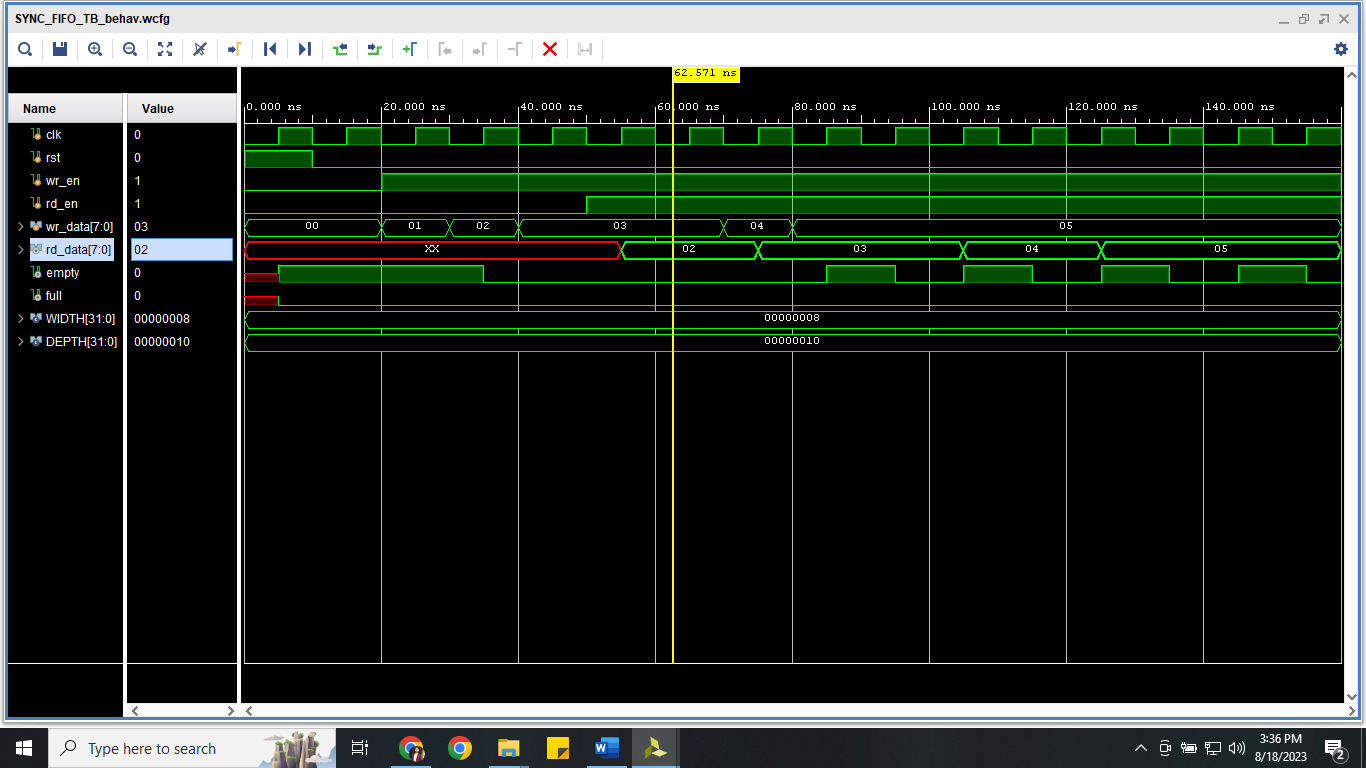 SYNC_FIFO_TB_behav.wcfg
62.571 ns
Name Value
0.000 ns 20.000 ns 40.000 ns 60.000 ns 80.000 ns 100.000 ns 120.000 ns 140.000 ns
clk 0
rst 0
wr_en 1
rd_en 1
wr_data[7:0] 03 00 01 02 03 04 05
rd_data[7:0] 02 XX 02 03 04 05
empty 0
full 0
WIDTH[31:0] 00000008 00000008
DEPTH[31:0] 00000010 00000010
Type here to search
3:36 PM
8/18/2023
2